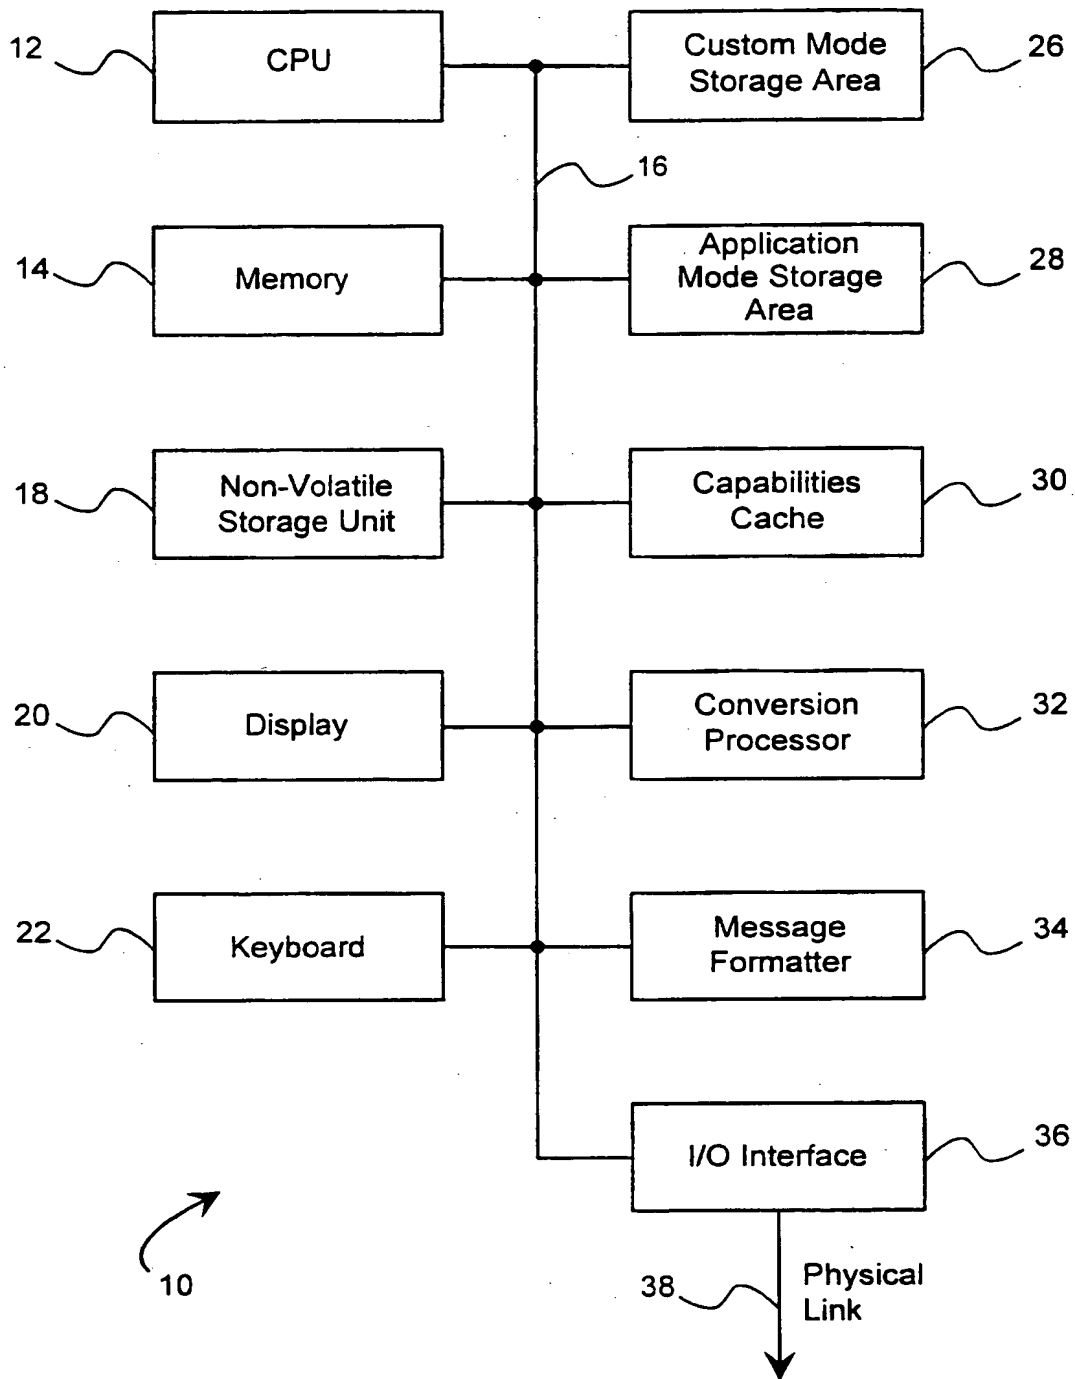 12
CPU
Custom Mode
Storage Area
26
16
14
Memory
Application
Mode Storage
Area
28
18
Non-Volatile
Storage Unit
Capabilities
Cache
30
20
Display
Conversion
Processor
32
22
Keyboard
Message
Formatter
34
I/O Interface
36
10
38
Physical
Link